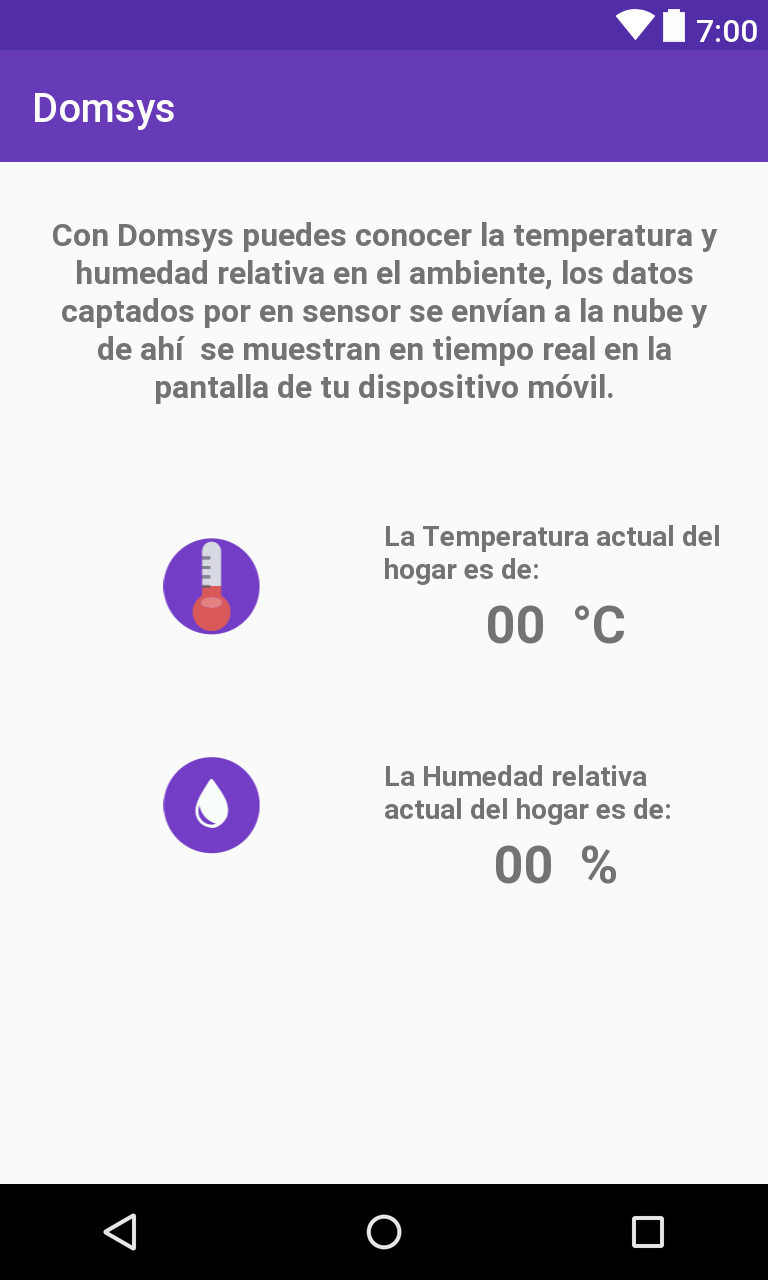 7:00
Domsys
Con Domsys puedes conocer la temperatura y
humedad relativa en el ambiente, los datos
captados por en sensor se envían a la nube y
de ahí  se muestran en tiempo real en la
pantalla de tu dispositivo móvil.
La Temperatura actual del
hogar es de:
00  °C
La Humedad relativa
actual del hogar es de:
00  %